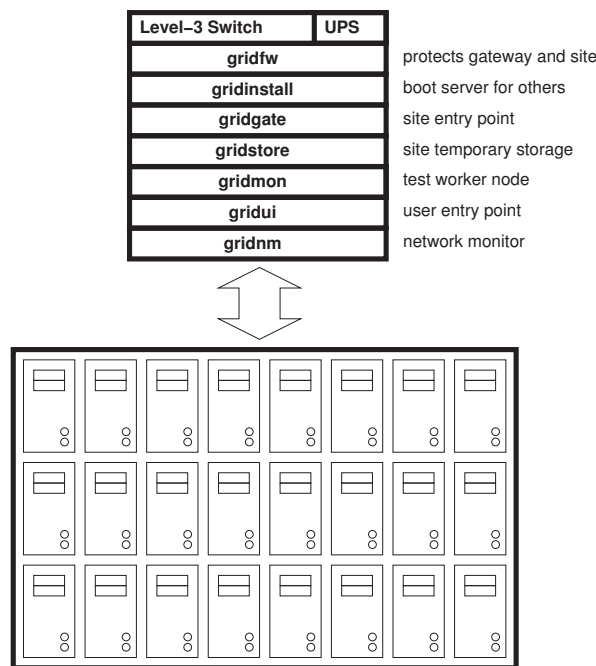 Level−3 Switch UPS
gridfw protects gateway and site
gridinstall boot server for others
gridgate site entry point
gridstore site temporary storage
gridmon test worker node
gridui user entry point
gridnm network monitor